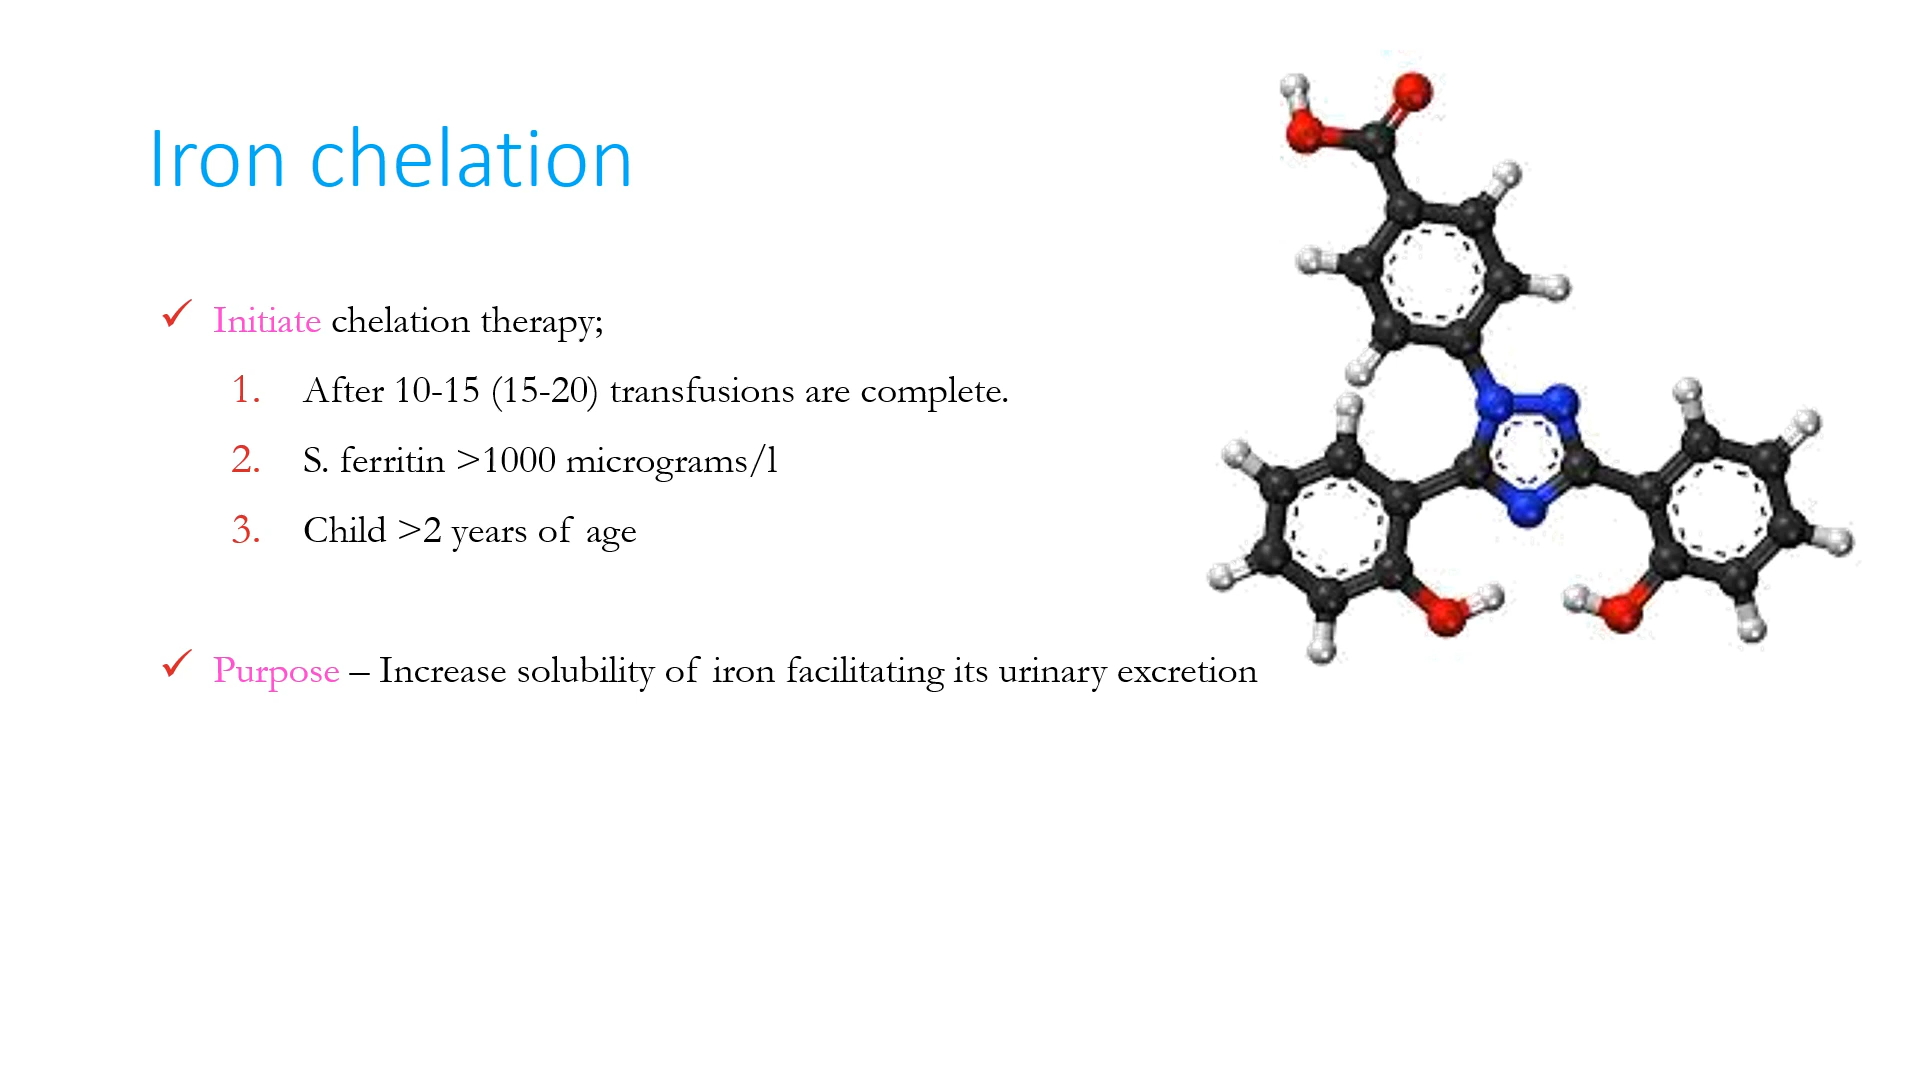 Iron chelation
✓ Initiate chelation therapy;
1. After 10-15 (15-20) transfusions are complete.
2. S. ferritin >1000 micrograms/l
3. Child >2 years of age
✓ Purpose – Increase solubility of iron facilitating its urinary excretion